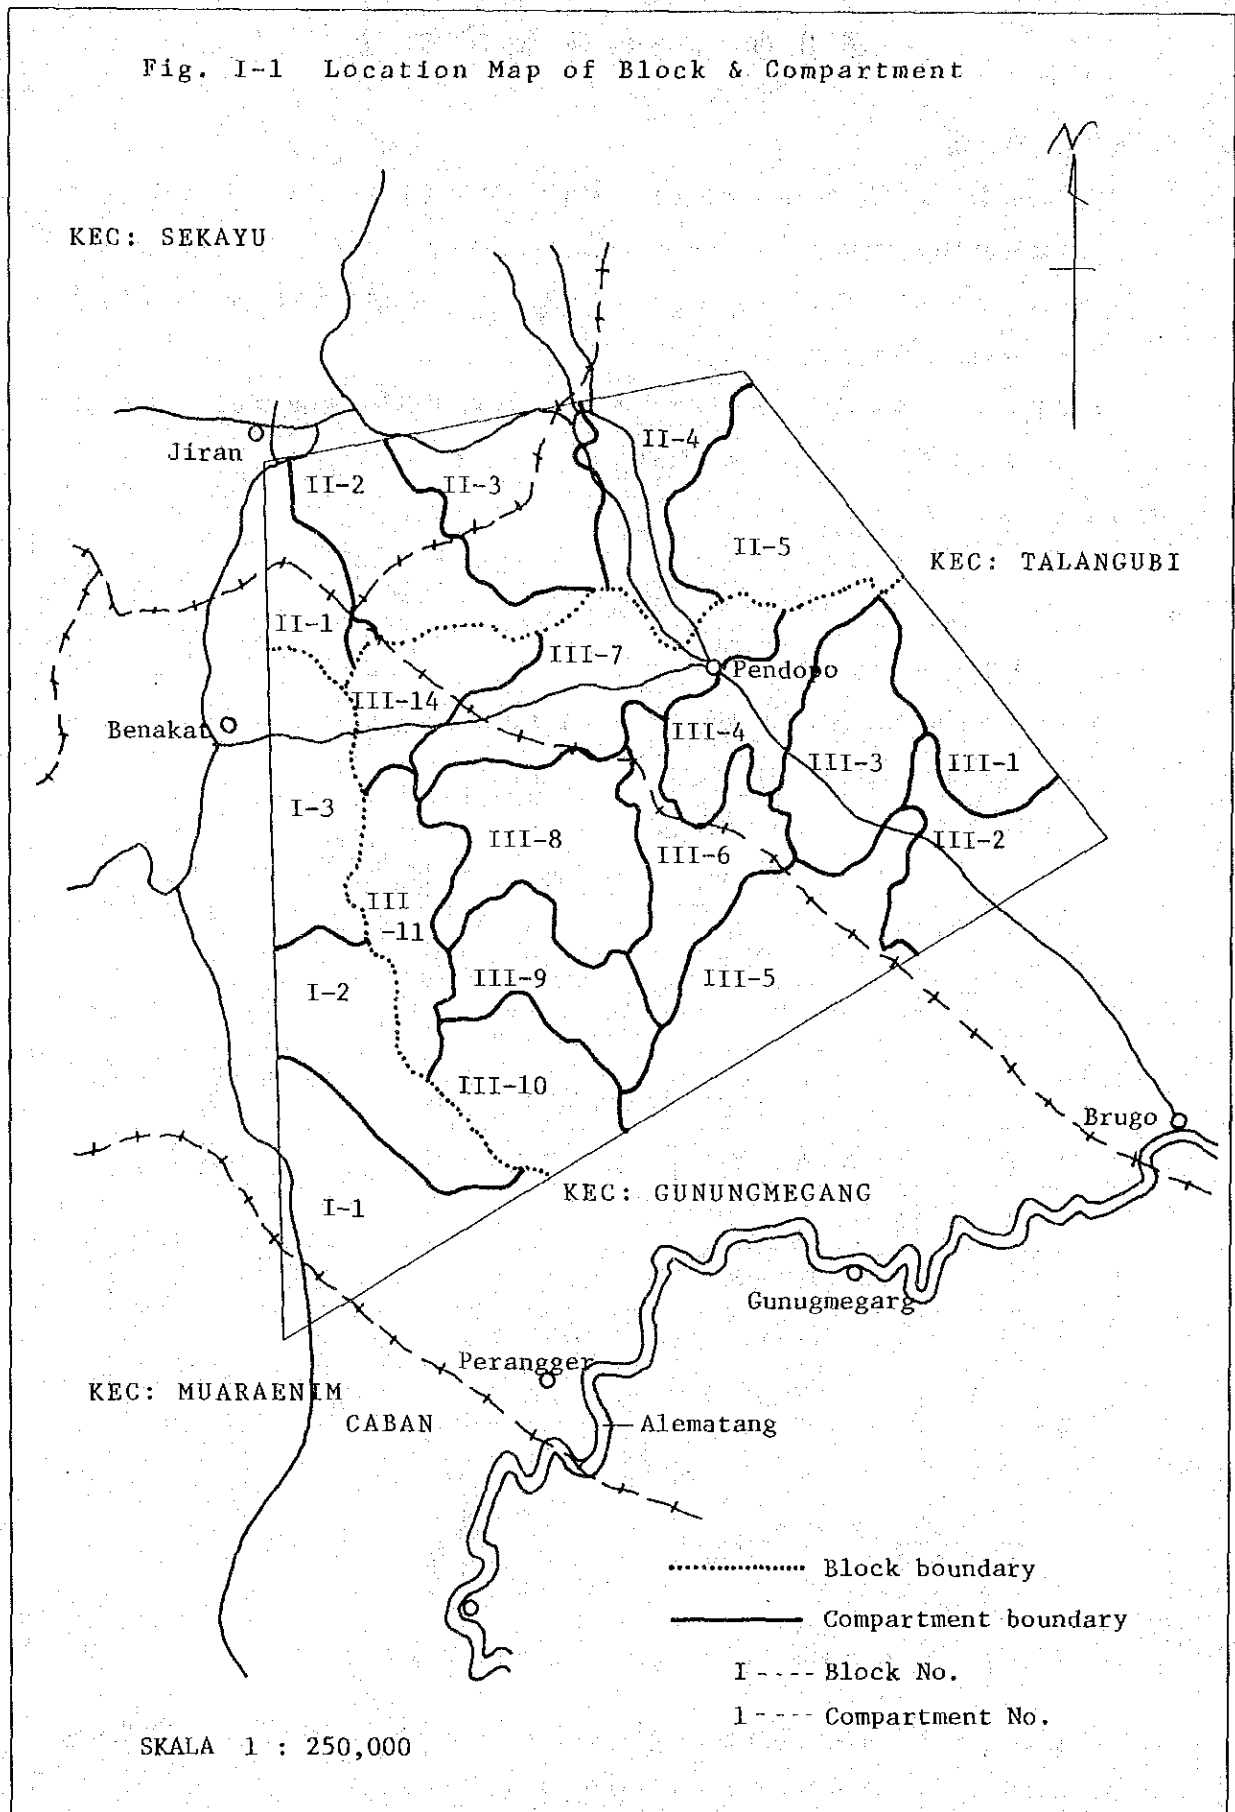 Fig. I-1 Location Map of Block & Compartment
N
KEC: SEKAYU
Jiran
II-4
II-2
II-3
II-5
KEC: TALANGUBI
II-1
III-7
Pendopo
III-14
Benakat
III-4
III-3
III-1
I-3
III-8
III-2
III-6
III
-11
III-9
III-5
I-2
III-10
Brugo
KEC: GUNUNGMEGANG
I-1
Gunugmegarg
Perangger
KEC: MUARAENIM
CABAN
Alematang
Block boundary
Compartment boundary
I ---- Block No.
1 ---- Compartment No.
SKALA 1 : 250,000